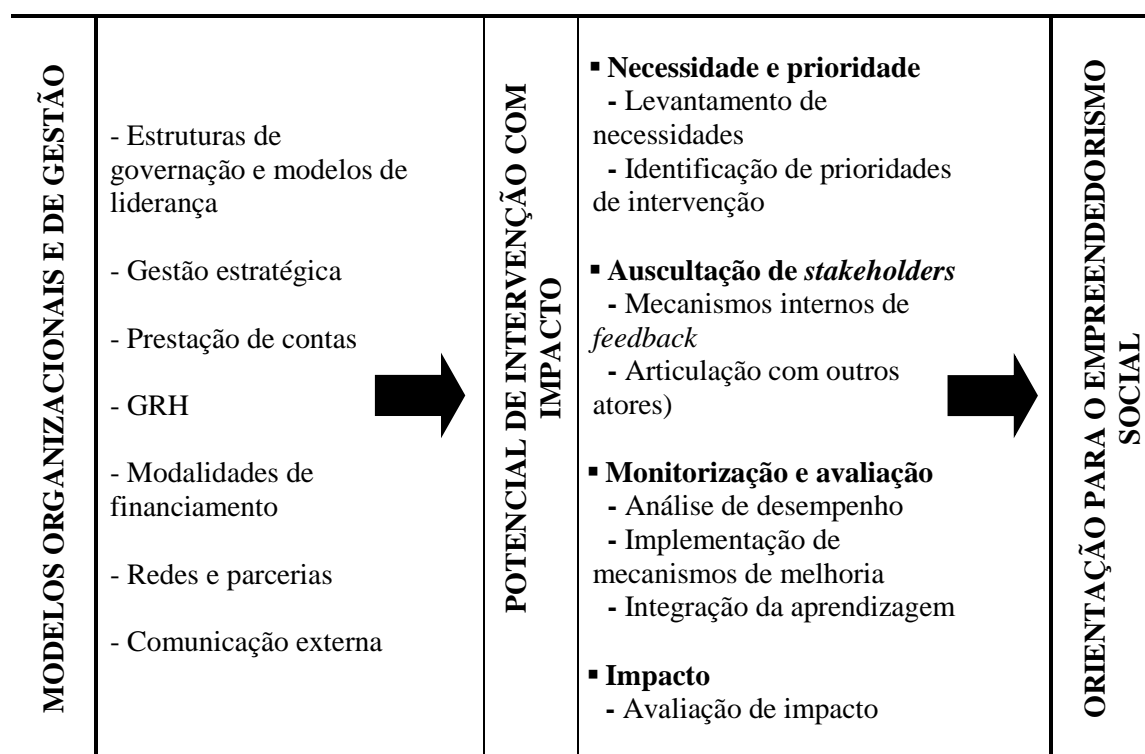 MODELOS ORGANIZACIONAIS E DE GESTÃO
- Estruturas de
governação e modelos de
liderança
- Gestão estratégica
- Prestação de contas
- GRH
- Modalidades de
financiamento
- Redes e parcerias
- Comunicação externa
POTENCIAL DE INTERVENÇÃO COM
IMPACTO
▪ Necessidade e prioridade
- Levantamento de
necessidades
- Identificação de prioridades
de intervenção
▪ Auscultação de stakeholders
- Mecanismos internos de
feedback
- Articulação com outros
atores)
▪ Monitorização e avaliação
- Análise de desempenho
- Implementação de
mecanismos de melhoria
- Integração da aprendizagem
▪ Impacto
- Avaliação de impacto
ORIENTAÇÃO PARA O EMPREENDEDORISMO
SOCIAL